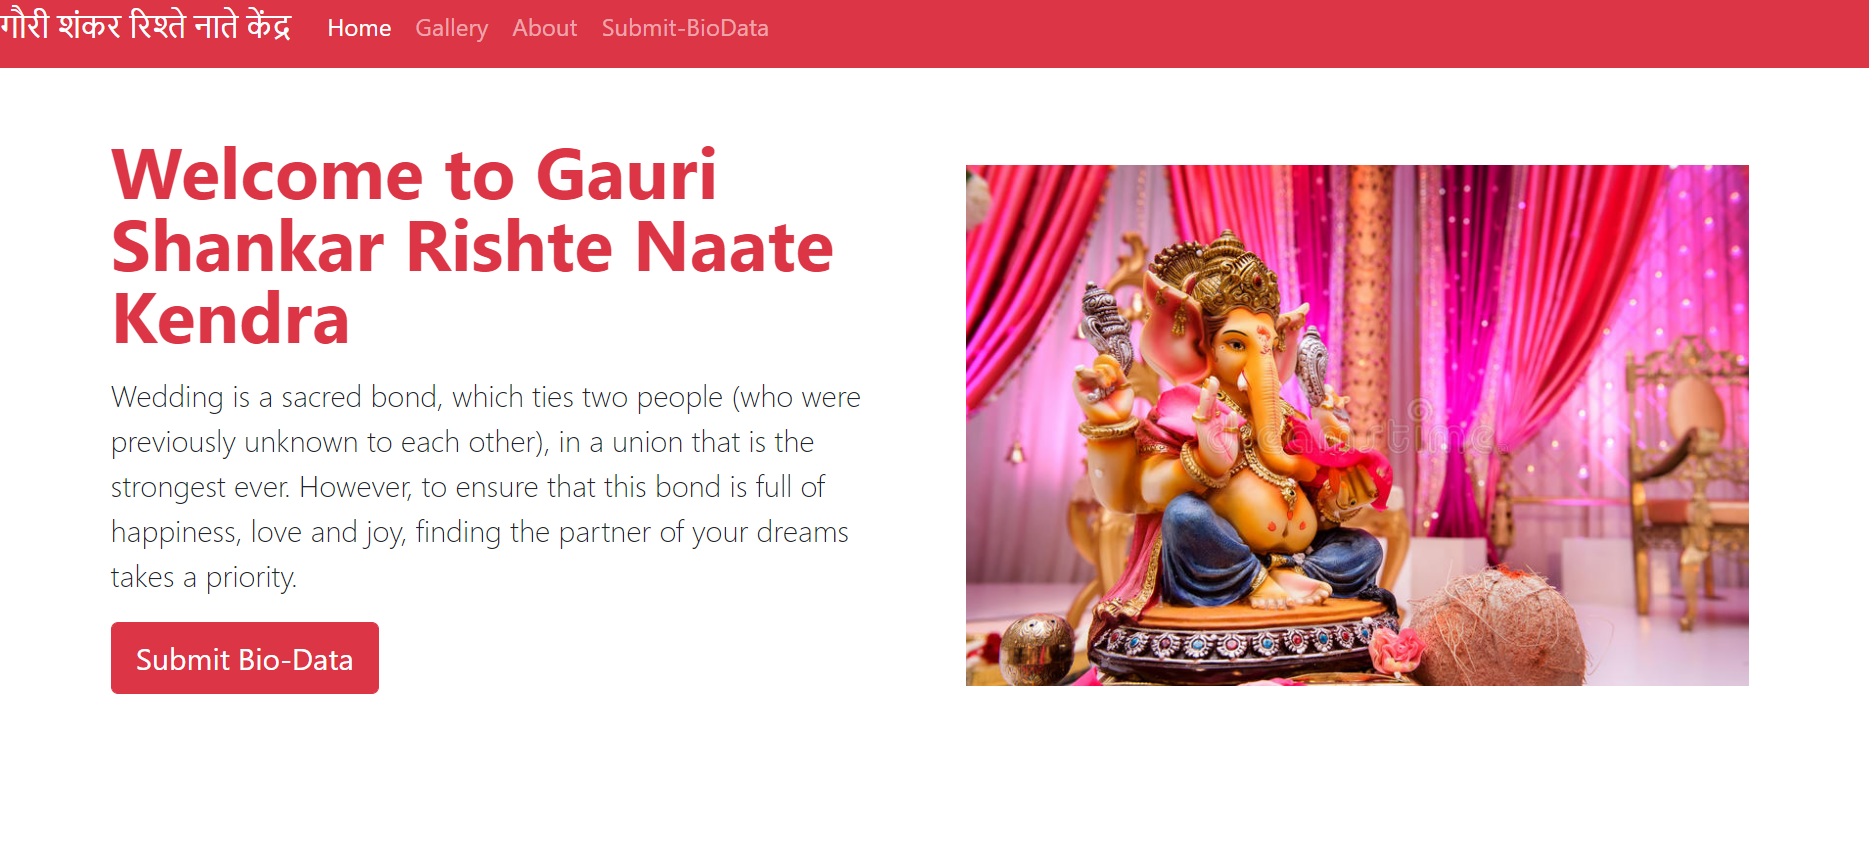 गौरी शंकर रिश्ते नाते केंद्र Home Gallery About Submit-BioData
Welcome to Gauri
Shankar Rishte Naate
Kendra
Wedding is a sacred bond, which ties two people (who were
previously unknown to each other), in a union that is the
strongest ever. However, to ensure that this bond is full of
happiness, love and joy, finding the partner of your dreams
takes a priority.
Submit Bio-Data
dreamstime